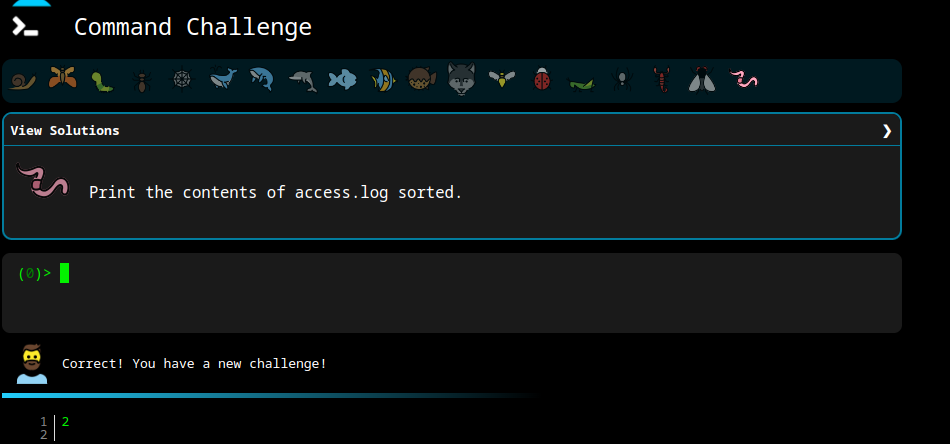 Command Challenge
View Solutions
Print the contents of access.log sorted.
(0)>
Correct! You have a new challenge!
1 2
2